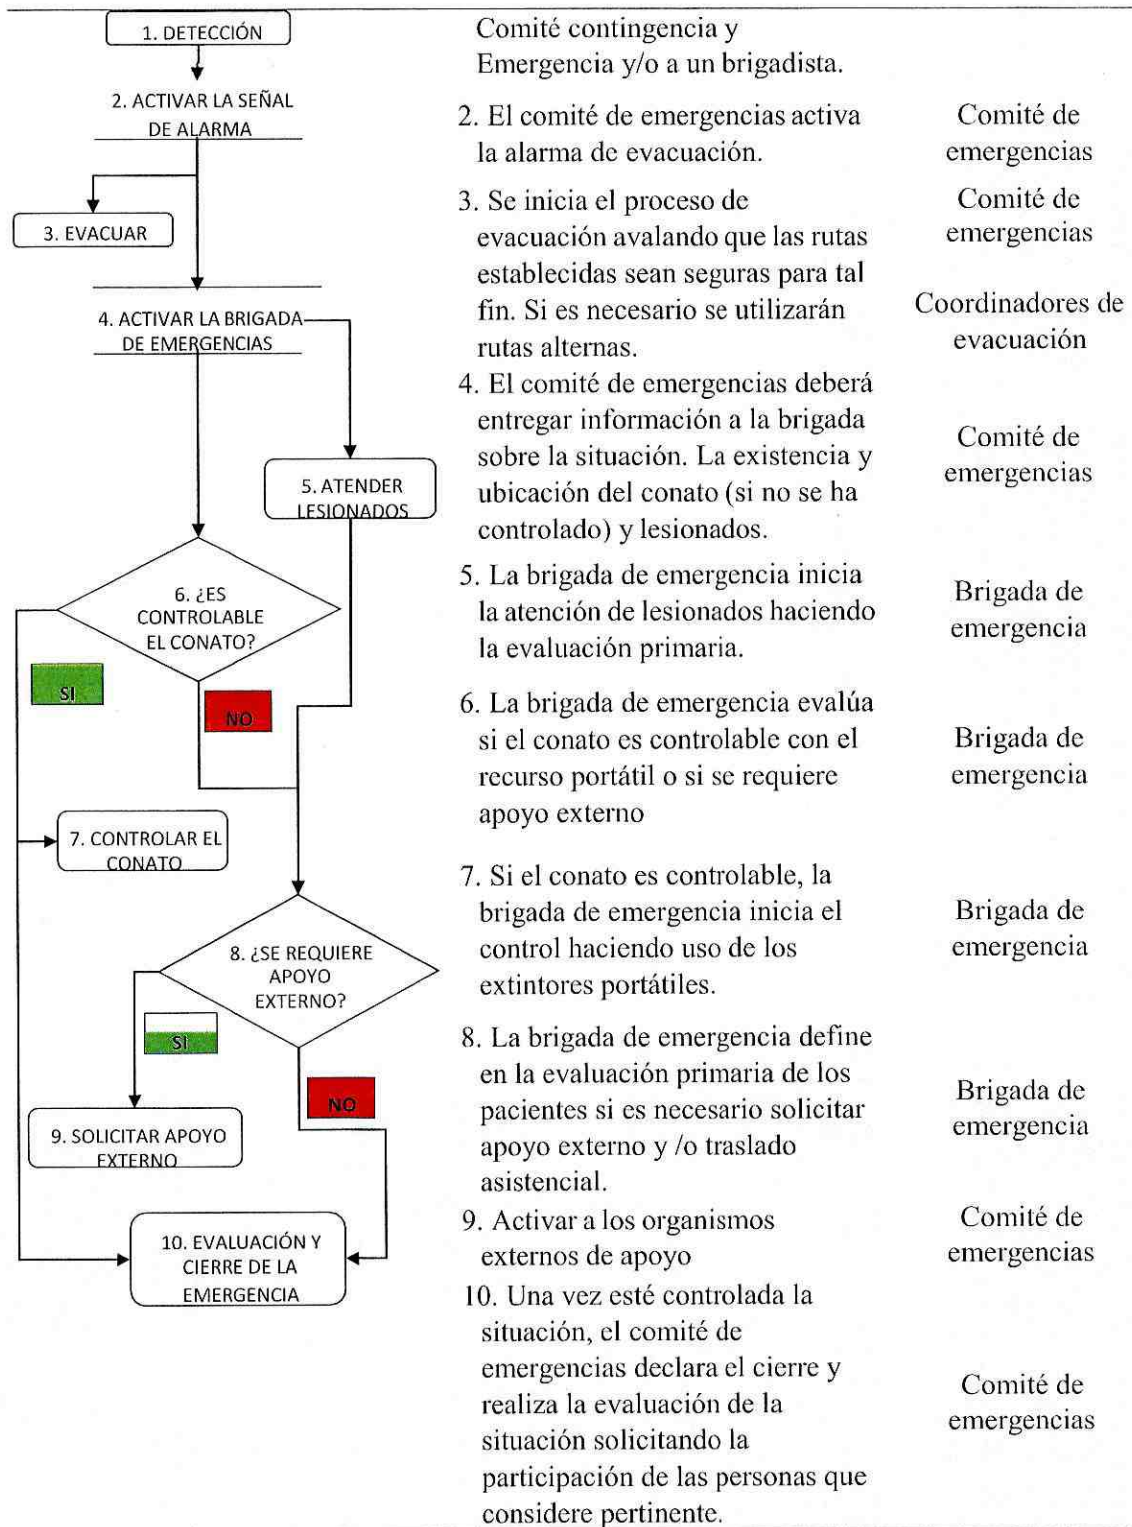 1. DETECCIÓN
2. ACTIVAR LA SEÑAL
DE ALARMA
3. EVACUAR
4. ACTIVAR LA BRIGADA
DE EMERGENCIAS
5. ATENDER
LESIONADOS
6. ¿ES
CONTROLABLE
EL CONATO?
SI
NO
7. CONTROLAR EL
CONATO
8. ¿SE REQUIERE
APOYO
EXTERNO?
SI
NO
9. SOLICITAR APOYO
EXTERNO
10. EVALUACIÓN Y
CIERRE DE LA
EMERGENCIA
Comité contingencia y
Emergencia y/o a un brigadista.
2. El comité de emergencias activa
la alarma de evacuación.
Comité de
emergencias
3. Se inicia el proceso de
evacuación avalando que las rutas
establecidas sean seguras para tal
fin. Si es necesario se utilizarán
rutas alternas.
Comité de
emergencias
Coordinadores de
evacuación
4. El comité de emergencias deberá
entregar información a la brigada
sobre la situación. La existencia y
ubicación del conato (si no se ha
controlado) y lesionados.
Comité de
emergencias
5. La brigada de emergencia inicia
la atención de lesionados haciendo
la evaluación primaria.
Brigada de
emergencia
6. La brigada de emergencia evalúa
si el conato es controlable con el
recurso portátil o si se requiere
apoyo externo
Brigada de
emergencia
7. Si el conato es controlable, la
brigada de emergencia inicia el
control haciendo uso de los
extintores portátiles.
Brigada de
emergencia
8. La brigada de emergencia define
en la evaluación primaria de los
pacientes si es necesario solicitar
apoyo externo y /o traslado
asistencial.
Brigada de
emergencia
9. Activar a los organismos
externos de apoyo
Comité de
emergencias
10. Una vez esté controlada la
situación, el comité de
emergencias declara el cierre y
realiza la evaluación de la
situación solicitando la
participación de las personas que
considere pertinente.
Comité de
emergencias